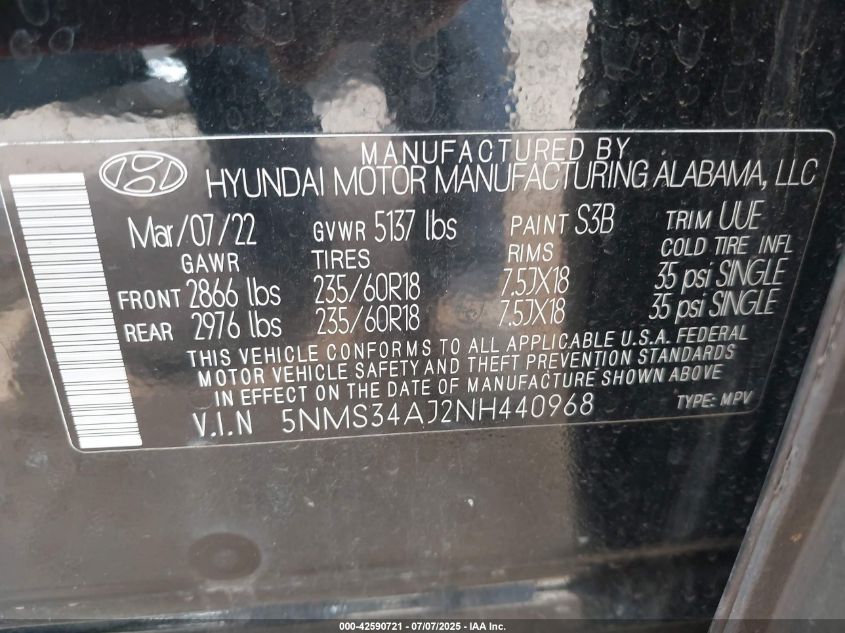 MANUFACTURED BY
HYUNDAI MOTOR MANUFACTURING ALABAMA, LLC
Mar/07/22 GVWR 5137 lbs PAINT S3B TRIM UUE
GAWR TIRES RIMS COLD TIRE INFL
FRONT 2866 lbs 235/60R18 7.5JX18 35 psi SINGLE
REAR 2976 lbs 235/60R18 7.5JX18 35 psi SINGLE
THIS VEHICLE CONFORMS TO ALL APPLICABLE U.S.A. FEDERAL
MOTOR VEHICLE SAFETY AND THEFT PREVENTION STANDARDS
IN EFFECT ON THE DATE OF MANUFACTURE SHOWN ABOVE
V.I.N 5NMS34AJ2NH440968 TYPE: MPV
000-42590721 / 07/07/2025 - IAA Inc.